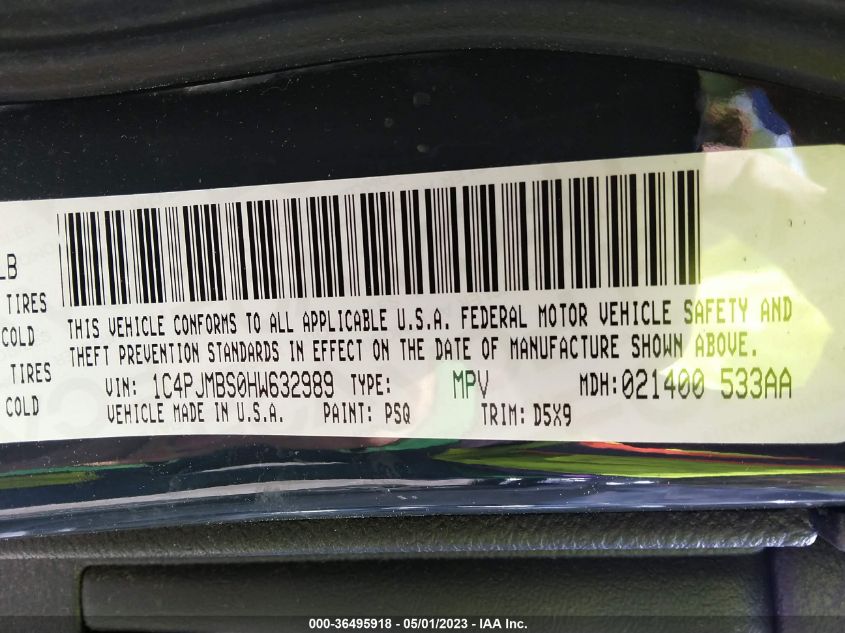 LB
TIRES
COLD
TIRES
COLD
THIS VEHICLE CONFORMS TO ALL APPLICABLE U.S.A. FEDERAL MOTOR VEHICLE SAFETY AND
THEFT PREVENTION STANDARDS IN EFFECT ON THE DATE OF MANUFACTURE SHOWN ABOVE.
VIN: 1C4PJMBS0HW632989 TYPE: MPV MDH:021400 533AA
VEHICLE MADE IN U.S.A. PAINT: PSQ TRIM: D5X9
000-36495918 - 05/01/2023 - IAA Inc.